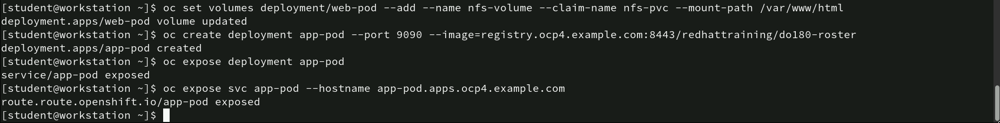 [student@workstation ~]$ oc set volumes deployment/web-pod --add --name nfs-volume --claim-name nfs-pvc --mount-path /var/www/html
deployment.apps/web-pod volume updated
[student@workstation ~]$ oc create deployment app-pod --port 9090 --image=registry.ocp4.example.com:8443/redhattraining/do180-roster
deployment.apps/app-pod created
[student@workstation ~]$ oc expose deployment app-pod
service/app-pod exposed
[student@workstation ~]$ oc expose svc app-pod --hostname app-pod.apps.ocp4.example.com
route.route.openshift.io/app-pod exposed
[student@workstation ~]$